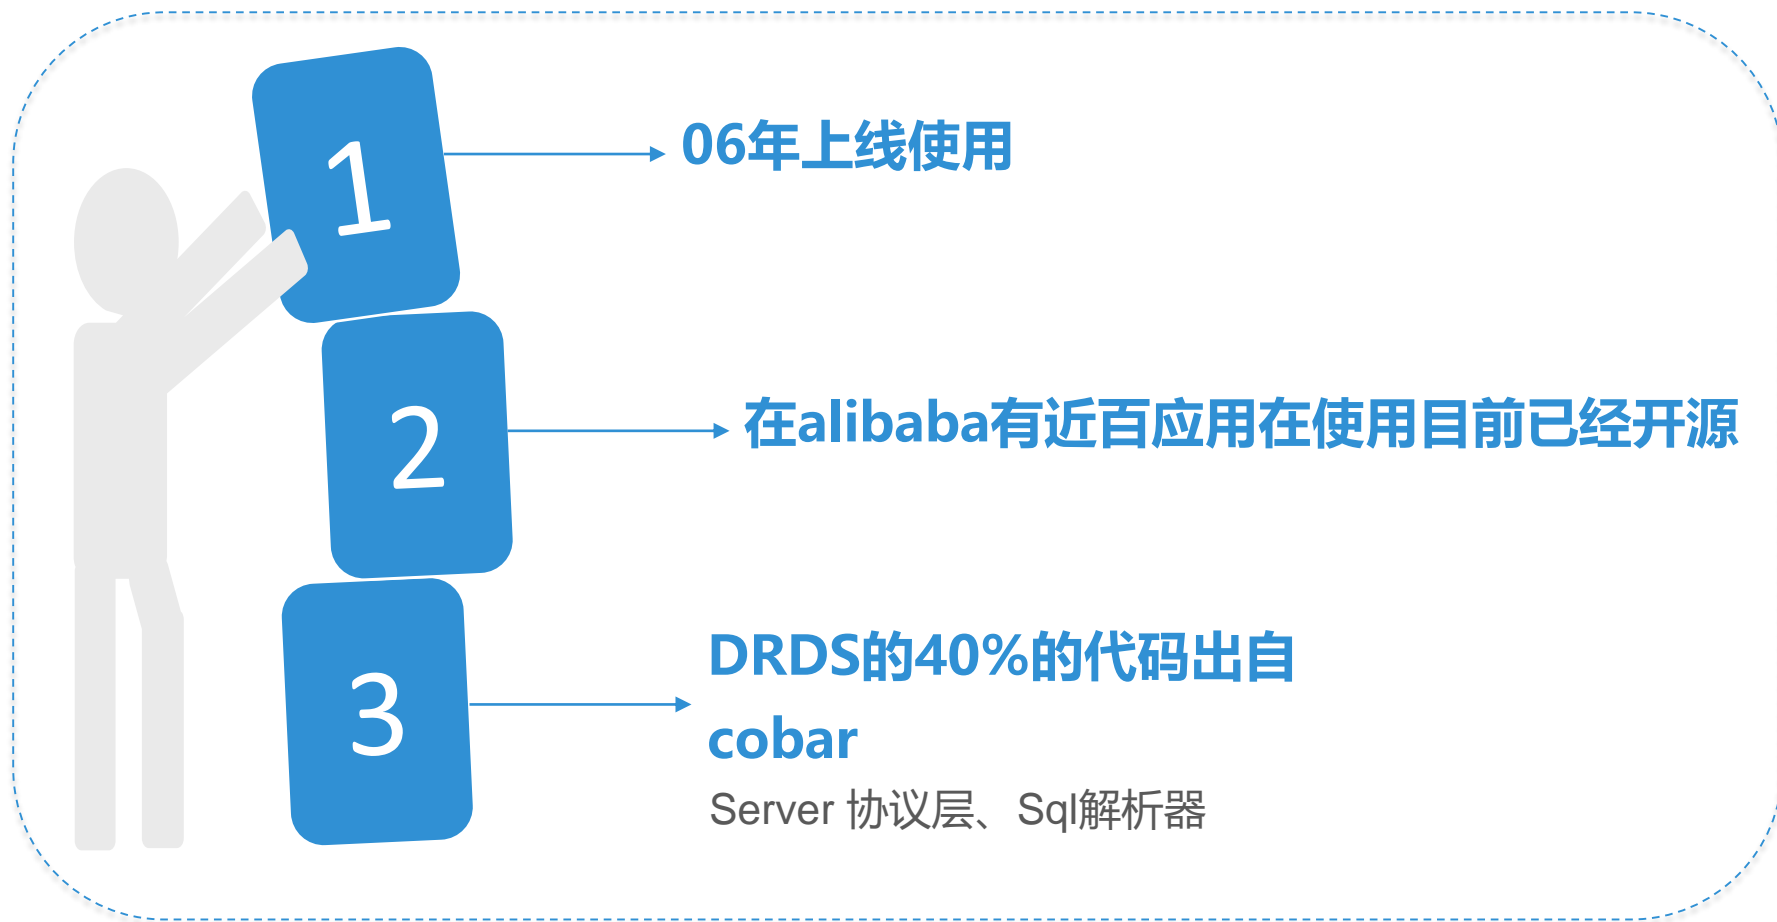 1
06年上线使用
2
在alibaba有近百应用在使用目前已经开源
3
DRDS的40%的代码出自
cobar
Server 协议层、Sql解析器